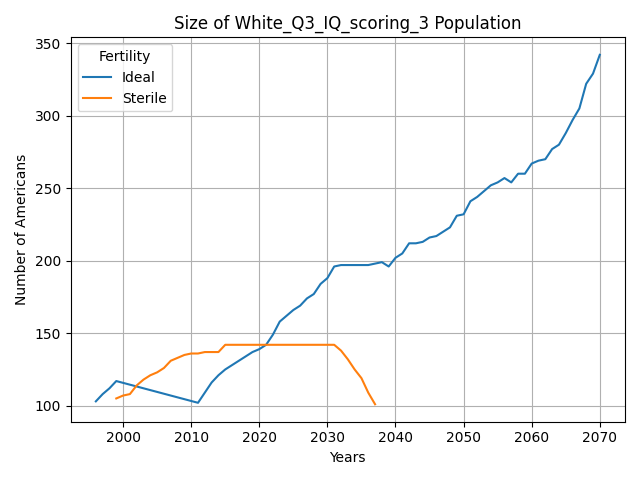 Size of White_Q3_IQ_scoring_3 Population
350
300
250
200
150
100
Number of Americans
Fertility
Ideal
Sterile
2000 2010 2020 2030 2040 2050 2060 2070
Years